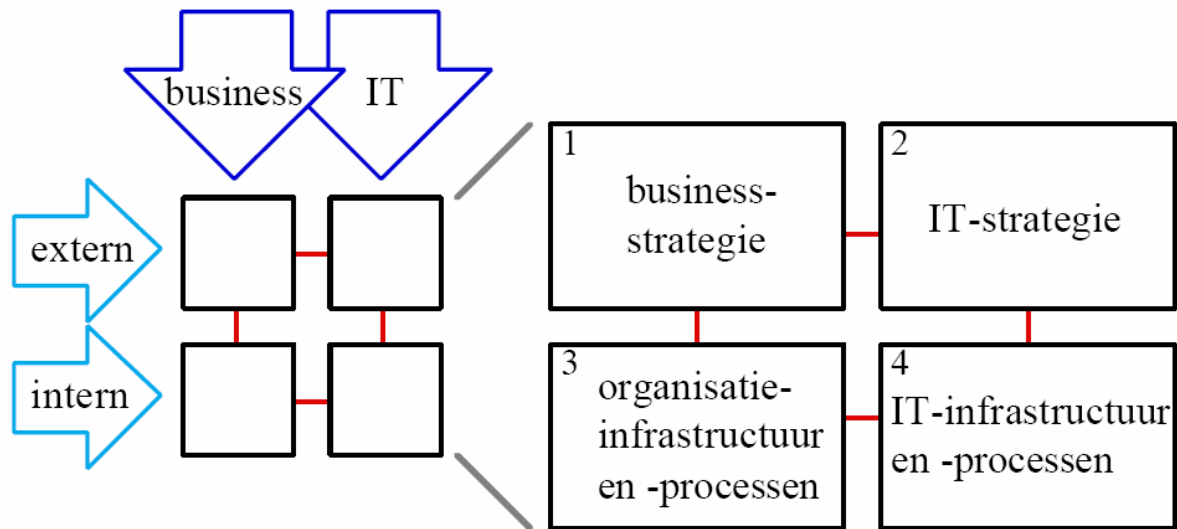 business
IT
extern
intern
1
business-
strategie
2
IT-strategie
3
organisatie-
infrastructuur
en -processen
4
IT-infrastructuur
en -processen